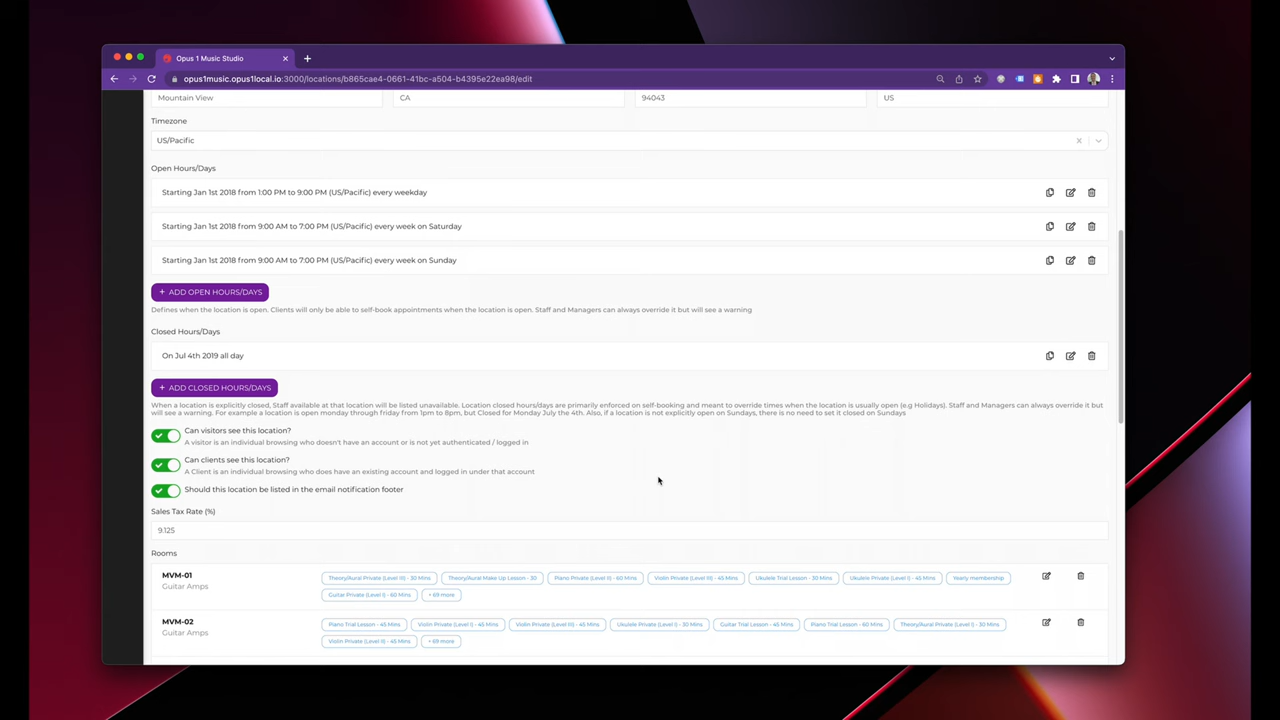 Opus 1 Music Studio
opus1music.opus1local.io:3000/locations/b865cae4-0661-41bc-a504-b4395e22ea98/edit
Mountain View CA 94043 US
Timezone
US/Pacific
Open Hours/Days
Starting Jan 1st 2018 from 1:00 PM to 9:00 PM (US/Pacific) every weekday
Starting Jan 1st 2018 from 9:00 AM to 7:00 PM (US/Pacific) every week on Saturday
Starting Jan 1st 2018 from 9:00 AM to 7:00 PM (US/Pacific) every week on Sunday
+ ADD OPEN HOURS/DAYS
Defines when the location is open. Clients will only be able to self-book appointments when the location is open. Staff and Managers can always override it but will see a warning
Closed Hours/Days
On Jul 4th 2019 all day
+ ADD CLOSED HOURS/DAYS
When a location is explicitly closed, Staff available at that location will be listed unavailable. Location closed hours/days are primarily enforced on self-booking and meant to override times when the location is usually open (e.g Holidays). Staff and Managers can always override it but
will see a warning. For example a location is open monday through friday from 1pm to 8pm, but Closed for Monday July the 4th. Also, if a location is not explicitly open on Sundays, there is no need to set it closed on Sundays
Can visitors see this location?
A visitor is an individual browsing who doesn't have an account or is not yet authenticated / logged in
Can clients see this location?
A Client is an individual browsing who does have an existing account and logged in under that account
Should this location be listed in the email notification footer
Sales Tax Rate (%)
9.125
Rooms
MVM-01
Guitar Amps
Theory/Aural Private (Level III) - 30 Mins Theory/Aural Make Up Lesson - 30 Piano Private (Level II) - 60 Mins Violin Private (Level III) - 45 Mins Ukulele Trial Lesson - 30 Mins Ukulele Private (Level I) - 45 Mins Yearly membership
Guitar Private (Level I) - 60 Mins + 69 more
MVM-02
Guitar Amps
Piano Trial Lesson - 45 Mins Violin Private (Level I) - 45 Mins Violin Private (Level III) - 45 Mins Ukulele Private (Level I) - 30 Mins Guitar Trial Lesson - 45 Mins Piano Trial Lesson - 60 Mins Theory/Aural Private (Level I) - 30 Mins
Violin Private (Level II) - 45 Mins + 69 more